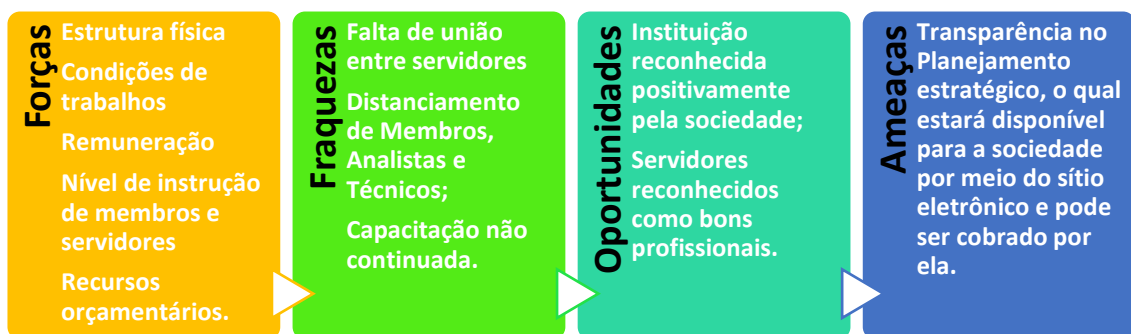 Forças
Estrutura física
Condições de
trabalhos
Remuneração
Nível de instrução
de membros e
servidores
Recursos
orçamentários.
Fraquezas
Falta de união
entre servidores
Distanciamento
de Membros,
Analistas e
Técnicos;
Capacitação não
continuada.
Oportunidades
Instituição
reconhecida
positivamente
pela sociedade;
Servidores
reconhecidos
como bons
profissionais.
Ameaças
Transparência no
Planejamento
estratégico, o qual
estará disponível
para a sociedade
por meio do sítio
eletrônico e pode
ser cobrado por
ela.